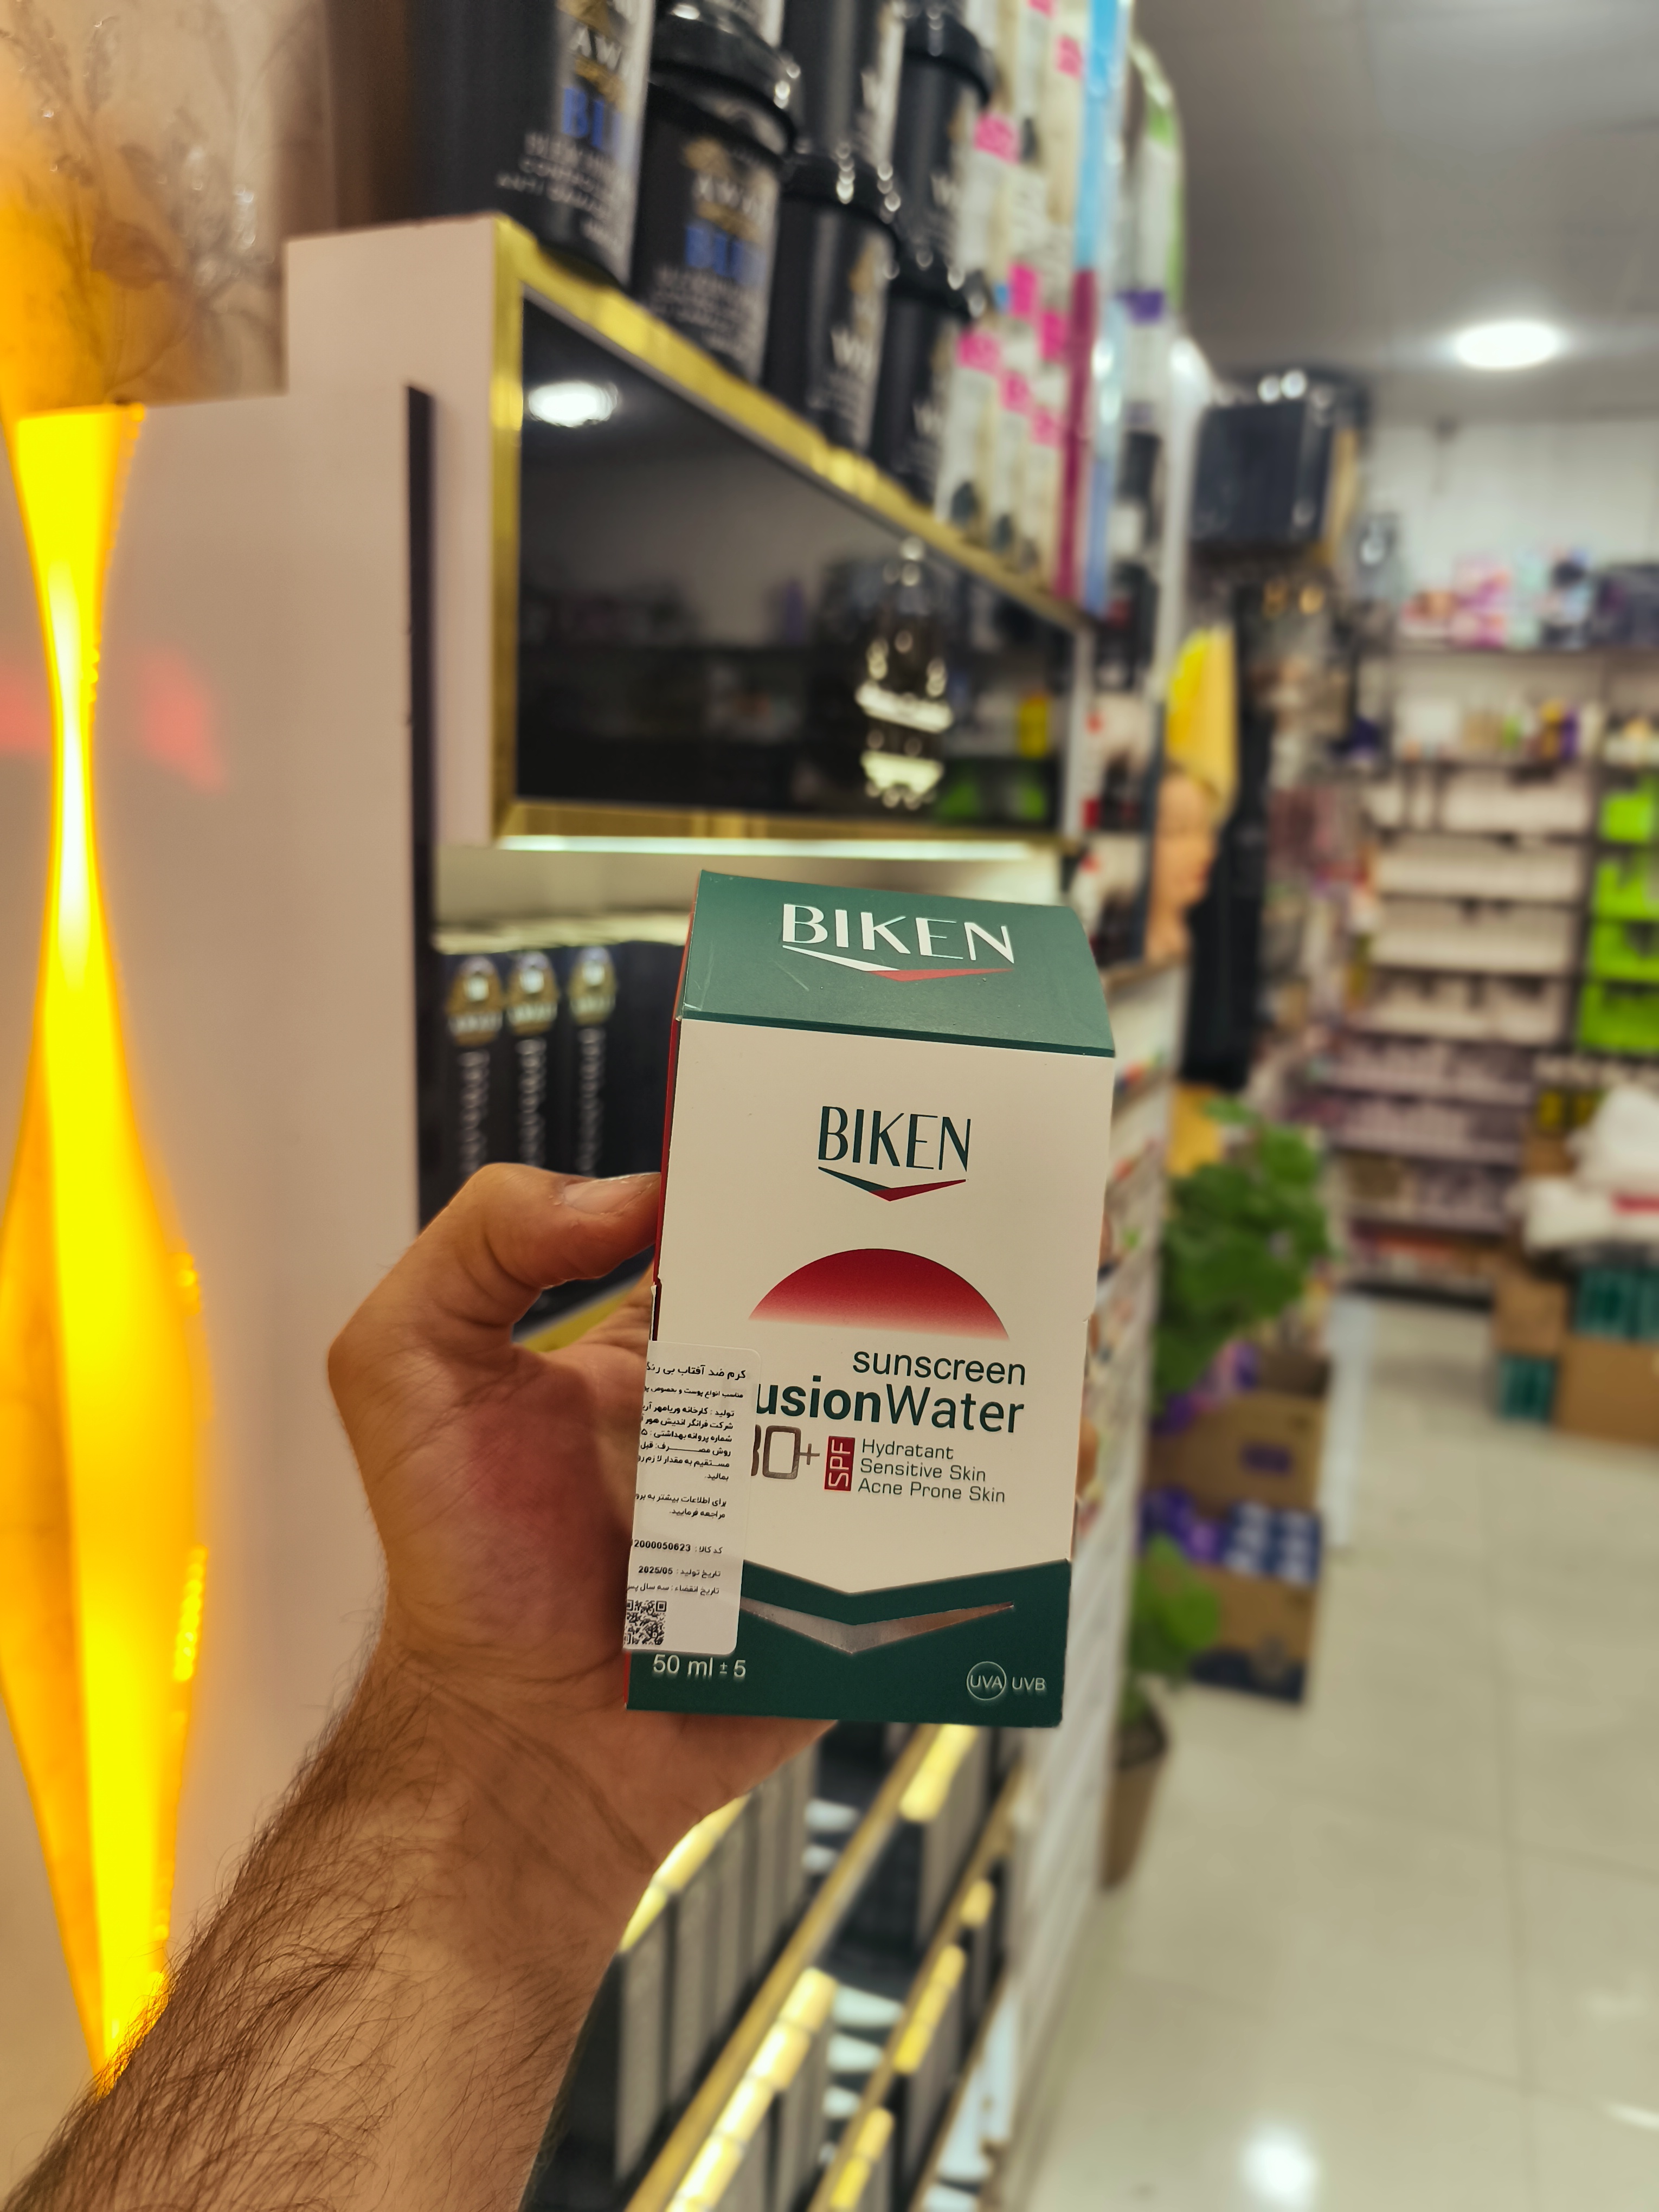 BIKEN
BIKEN
sunscreen
usionWater
0+ SPF
Hydratant
Sensitive Skin
Acne Prone Skin
کرم ضد آفتاب بی رنگ
مناسب انواع پوست و بخصوص
تولید : کارخانه وریامهر
شرکت فرانگر اندیش هور
شماره پروانه بهداشتی :
روش مصــــــرف: قبل
مستقیم به مقدار لازم
بمالید.
برای اطلاعات بیشتر به
مراجعه فرمایید.
کد کالا : 2000050623
تاریخ تولید : 2025/05
تاریخ انقضاء : سه سال پس
50 ml ± 5
UVA UVB